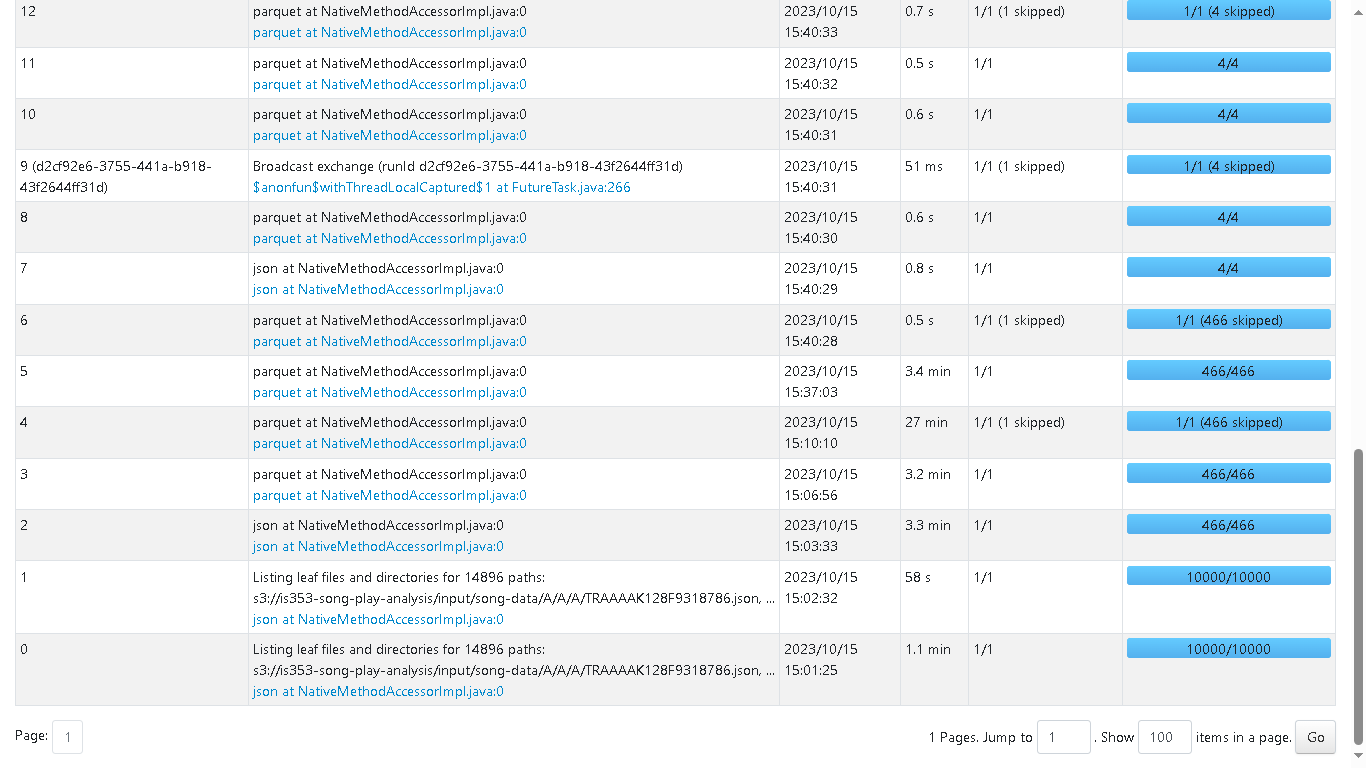 12 parquet at NativeMethodAccessorImpl.java:0 2023/10/15 0.7 s 1/1 (1 skipped) 1/1 (4 skipped)
parquet at NativeMethodAccessorImpl.java:0 15:40:33
11 parquet at NativeMethodAccessorImpl.java:0 2023/10/15 0.5 s 1/1 4/4
parquet at NativeMethodAccessorImpl.java:0 15:40:32
10 parquet at NativeMethodAccessorImpl.java:0 2023/10/15 0.6 s 1/1 4/4
parquet at NativeMethodAccessorImpl.java:0 15:40:31
9 (d2cf92e6-3755-441a-b918- Broadcast exchange (runId d2cf92e6-3755-441a-b918-43f2644ff31d) 2023/10/15 51 ms 1/1 (1 skipped) 1/1 (4 skipped)
43f2644ff31d) $anonfun$withThreadLocalCaptured$1 at FutureTask.java:266 15:40:31
8 parquet at NativeMethodAccessorImpl.java:0 2023/10/15 0.6 s 1/1 4/4
parquet at NativeMethodAccessorImpl.java:0 15:40:30
7 json at NativeMethodAccessorImpl.java:0 2023/10/15 0.8 s 1/1 4/4
json at NativeMethodAccessorImpl.java:0 15:40:29
6 parquet at NativeMethodAccessorImpl.java:0 2023/10/15 0.5 s 1/1 (1 skipped) 1/1 (466 skipped)
parquet at NativeMethodAccessorImpl.java:0 15:40:28
5 parquet at NativeMethodAccessorImpl.java:0 2023/10/15 3.4 min 1/1 466/466
parquet at NativeMethodAccessorImpl.java:0 15:37:03
4 parquet at NativeMethodAccessorImpl.java:0 2023/10/15 27 min 1/1 (1 skipped) 1/1 (466 skipped)
parquet at NativeMethodAccessorImpl.java:0 15:10:10
3 parquet at NativeMethodAccessorImpl.java:0 2023/10/15 3.2 min 1/1 466/466
parquet at NativeMethodAccessorImpl.java:0 15:06:56
2 json at NativeMethodAccessorImpl.java:0 2023/10/15 3.3 min 1/1 466/466
json at NativeMethodAccessorImpl.java:0 15:03:33
1 Listing leaf files and directories for 14896 paths: 2023/10/15 58 s 1/1 10000/10000
s3://is353-song-play-analysis/input/song-data/A/A/A/TRAAAAK128F9318786.json, ... 15:02:32
json at NativeMethodAccessorImpl.java:0
0 Listing leaf files and directories for 14896 paths: 2023/10/15 1.1 min 1/1 10000/10000
s3://is353-song-play-analysis/input/song-data/A/A/A/TRAAAAK128F9318786.json, ... 15:01:25
json at NativeMethodAccessorImpl.java:0
Page: 1 1 Pages. Jump to 1 . Show 100 items in a page. Go